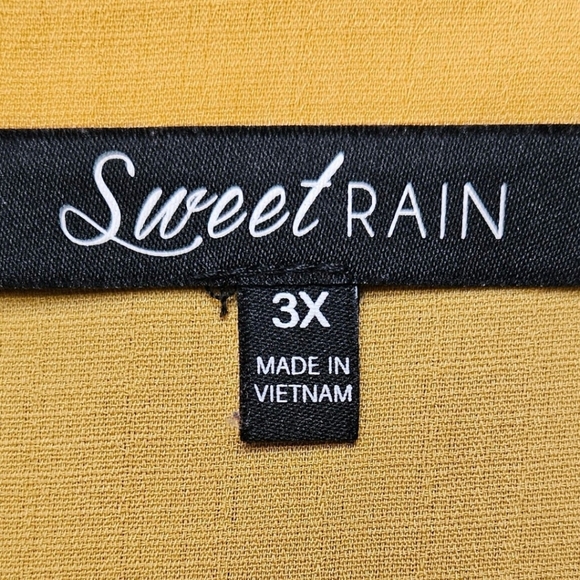 Sweet RAIN
3X
MADE IN
VIETNAM